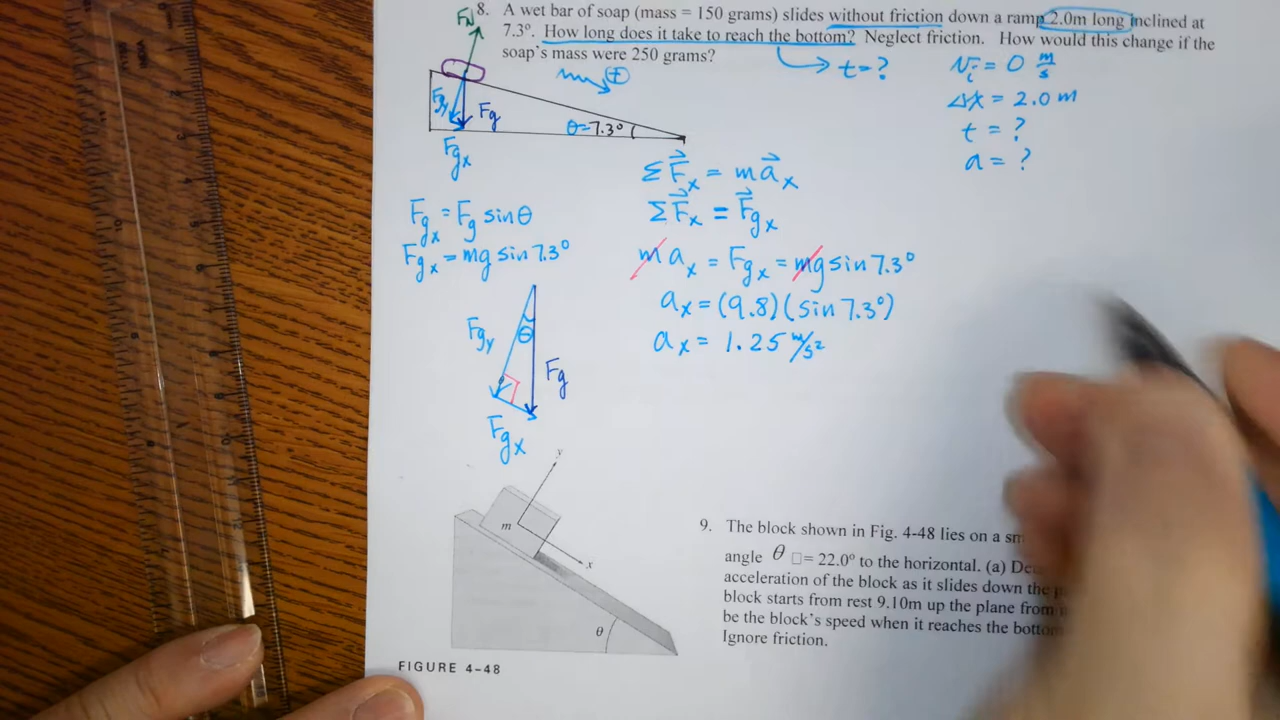 8. A wet bar of soap (mass = 150 grams) slides without friction down a ramp 2.0m long inclined at
7.3º. How long does it take to reach the bottom? Neglect friction. How would this change if the
soap's mass were 250 grams?
t = ?
FN
+
Fgy
Fg
θ=7.3°
Fgx
Vi = 0 m/s
Δx = 2.0 m
t = ?
a = ?
ΣFx = max
ΣFx = Fgx
Fgx = Fg sinθ
Fgx = mg sin 7.3°
max = Fgx = mg sin 7.3°
ax = (9.8)(sin 7.3°)
ax = 1.25 m/s²
θ
Fgy
Fg
Fgx
y
m
x
θ
FIGURE 4-48
9. The block shown in Fig. 4-48 lies on a
angle θ □= 22.0º to the horizontal. (a)
acceleration of the block as it slides down the
block starts from rest 9.10m up the plane from
be the block's speed when it reaches the
Ignore friction.